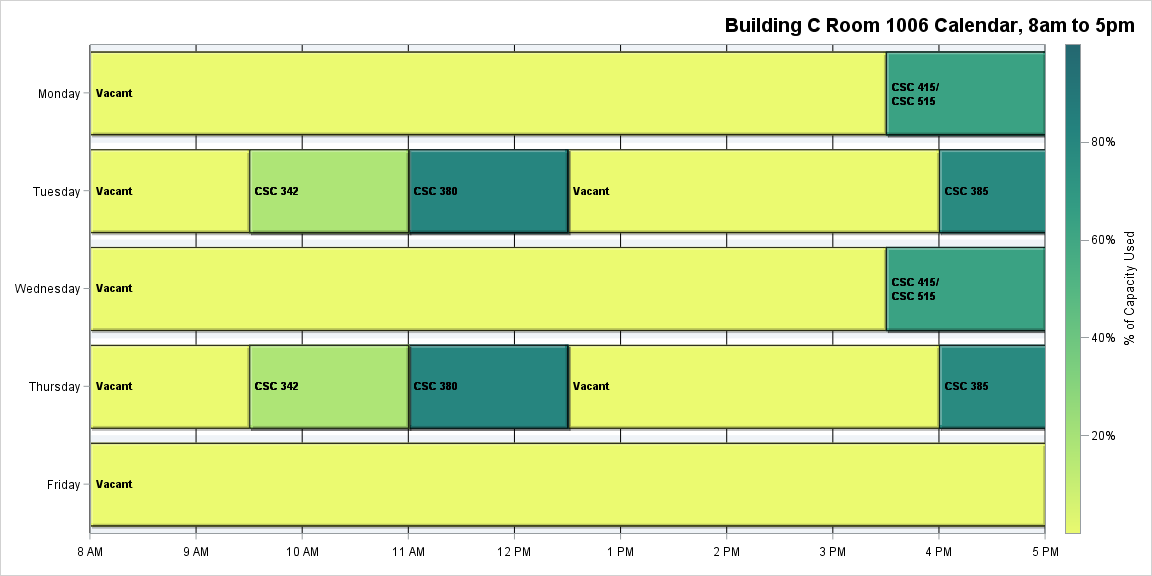 Building C Room 1006 Calendar, 8am to 5pm
Monday
Vacant
CSC 415/
CSC 515
Tuesday
Vacant
CSC 342
CSC 380
Vacant
CSC 385
Wednesday
Vacant
CSC 415/
CSC 515
Thursday
Vacant
CSC 342
CSC 380
Vacant
CSC 385
Friday
Vacant
8 AM
9 AM
10 AM
11 AM
12 PM
1 PM
2 PM
3 PM
4 PM
5 PM
80%
60%
40%
20%
% of Capacity Used